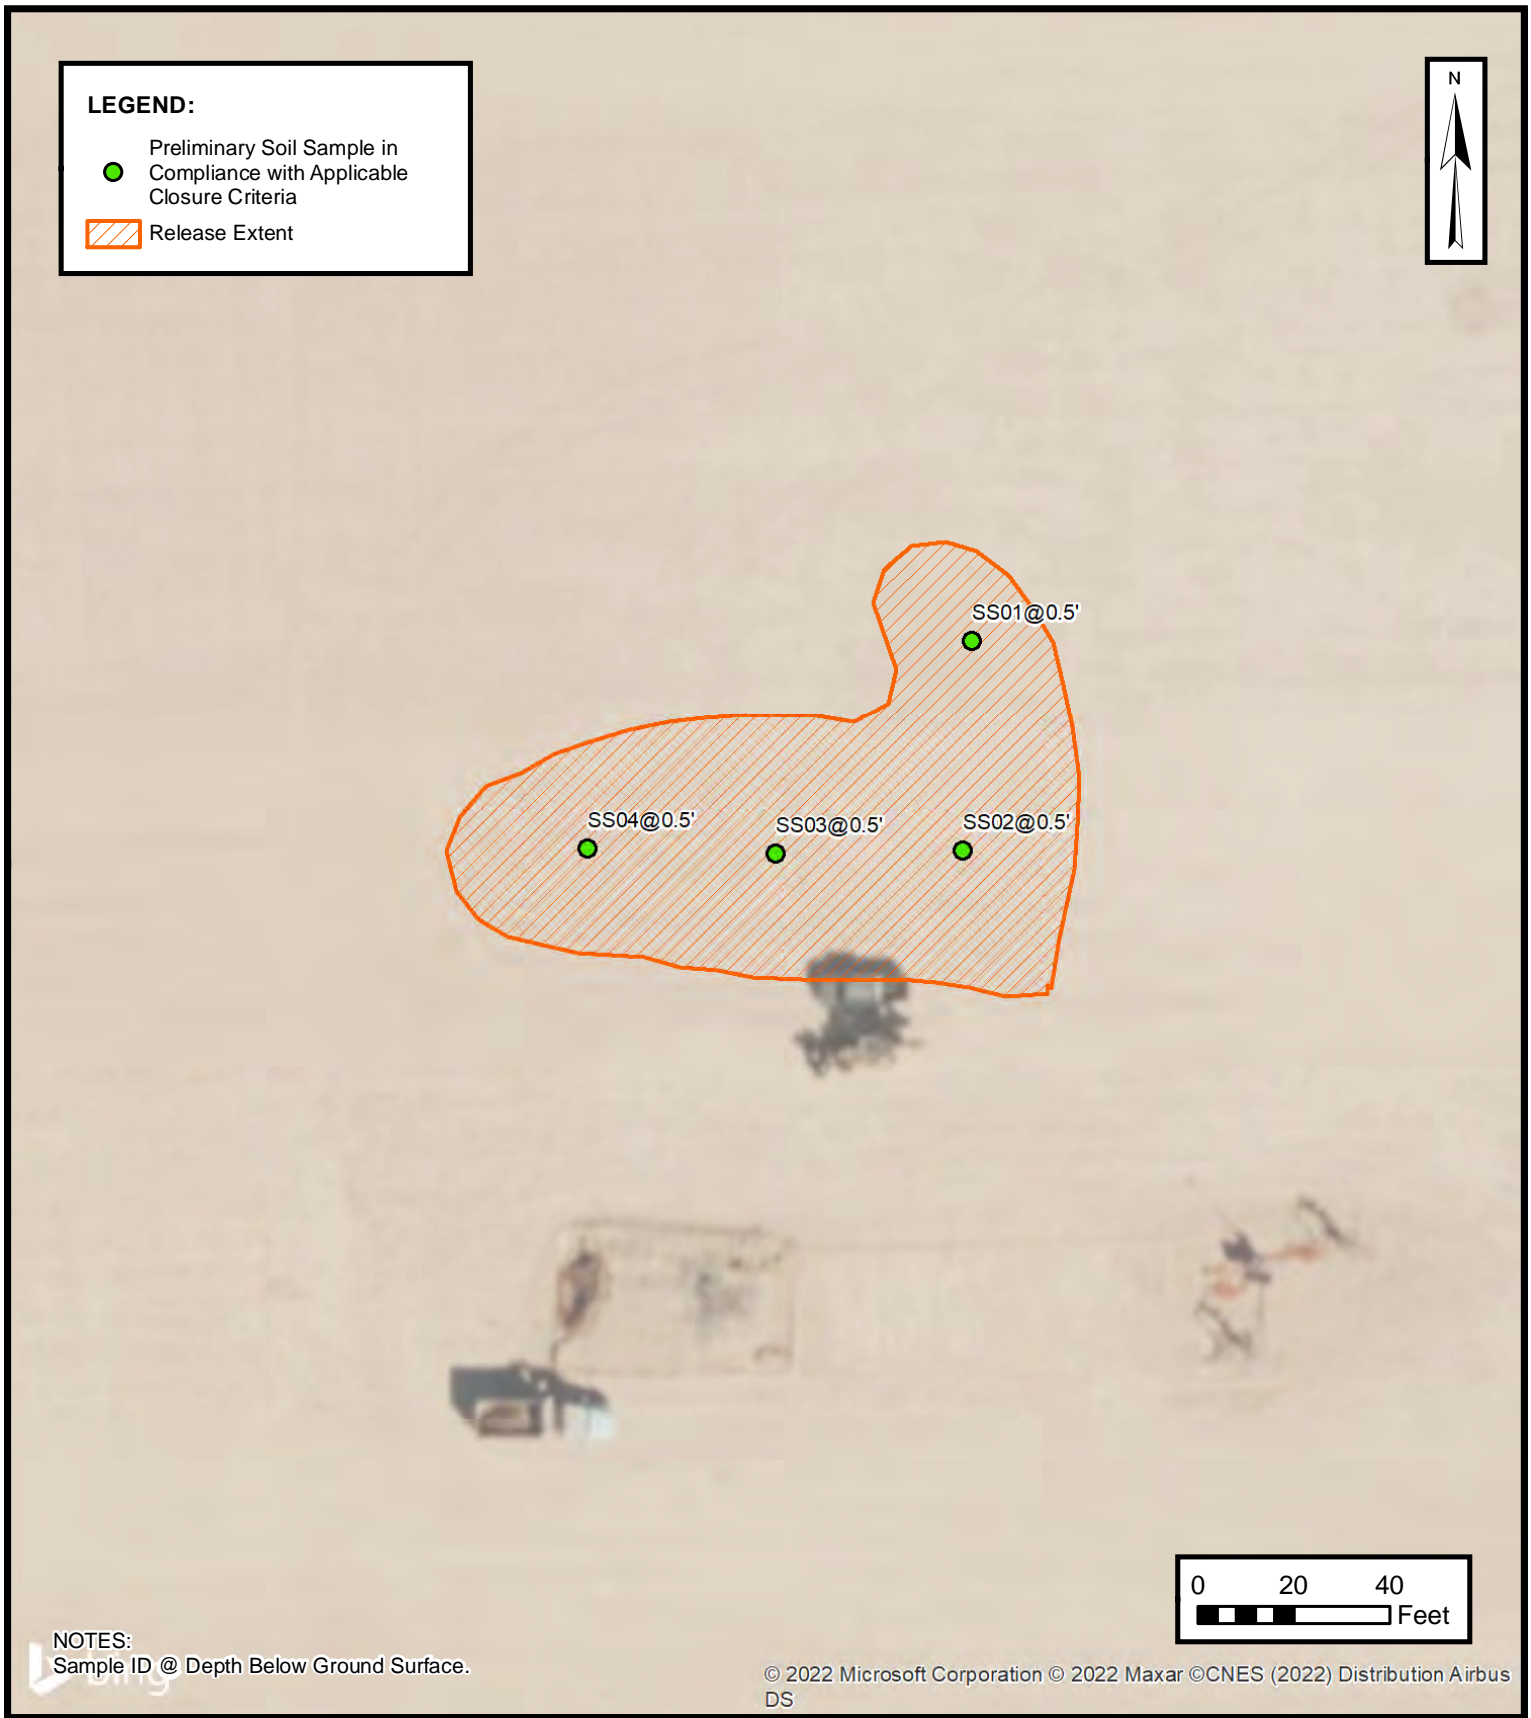 LEGEND:
Preliminary Soil Sample in
Compliance with Applicable
Closure Criteria
Release Extent
N
SS01@0.5'
SS04@0.5'
SS03@0.5'
SS02@0.5'
0 20 40
Feet
NOTES:
Sample ID @ Depth Below Ground Surface.
bing
© 2022 Microsoft Corporation © 2022 Maxar ©CNES (2022) Distribution Airbus
DS